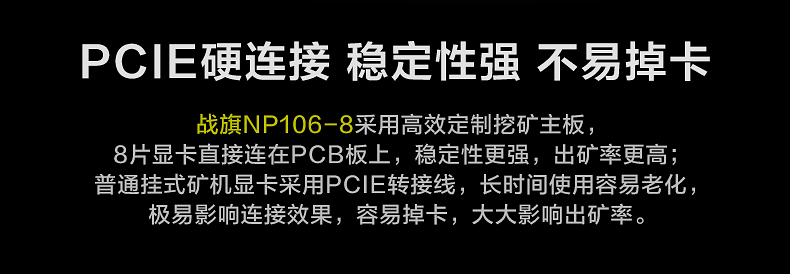 PCIE硬连接 稳定性强 不易掉卡
战旗NP106-8采用高效定制挖矿主板，
8片显卡直接连在PCB板上，稳定性更强，出矿率更高；
普通挂式矿机显卡采用PCIE转接线，长时间使用容易老化，
极易影响连接效果，容易掉卡，大大影响出矿率。